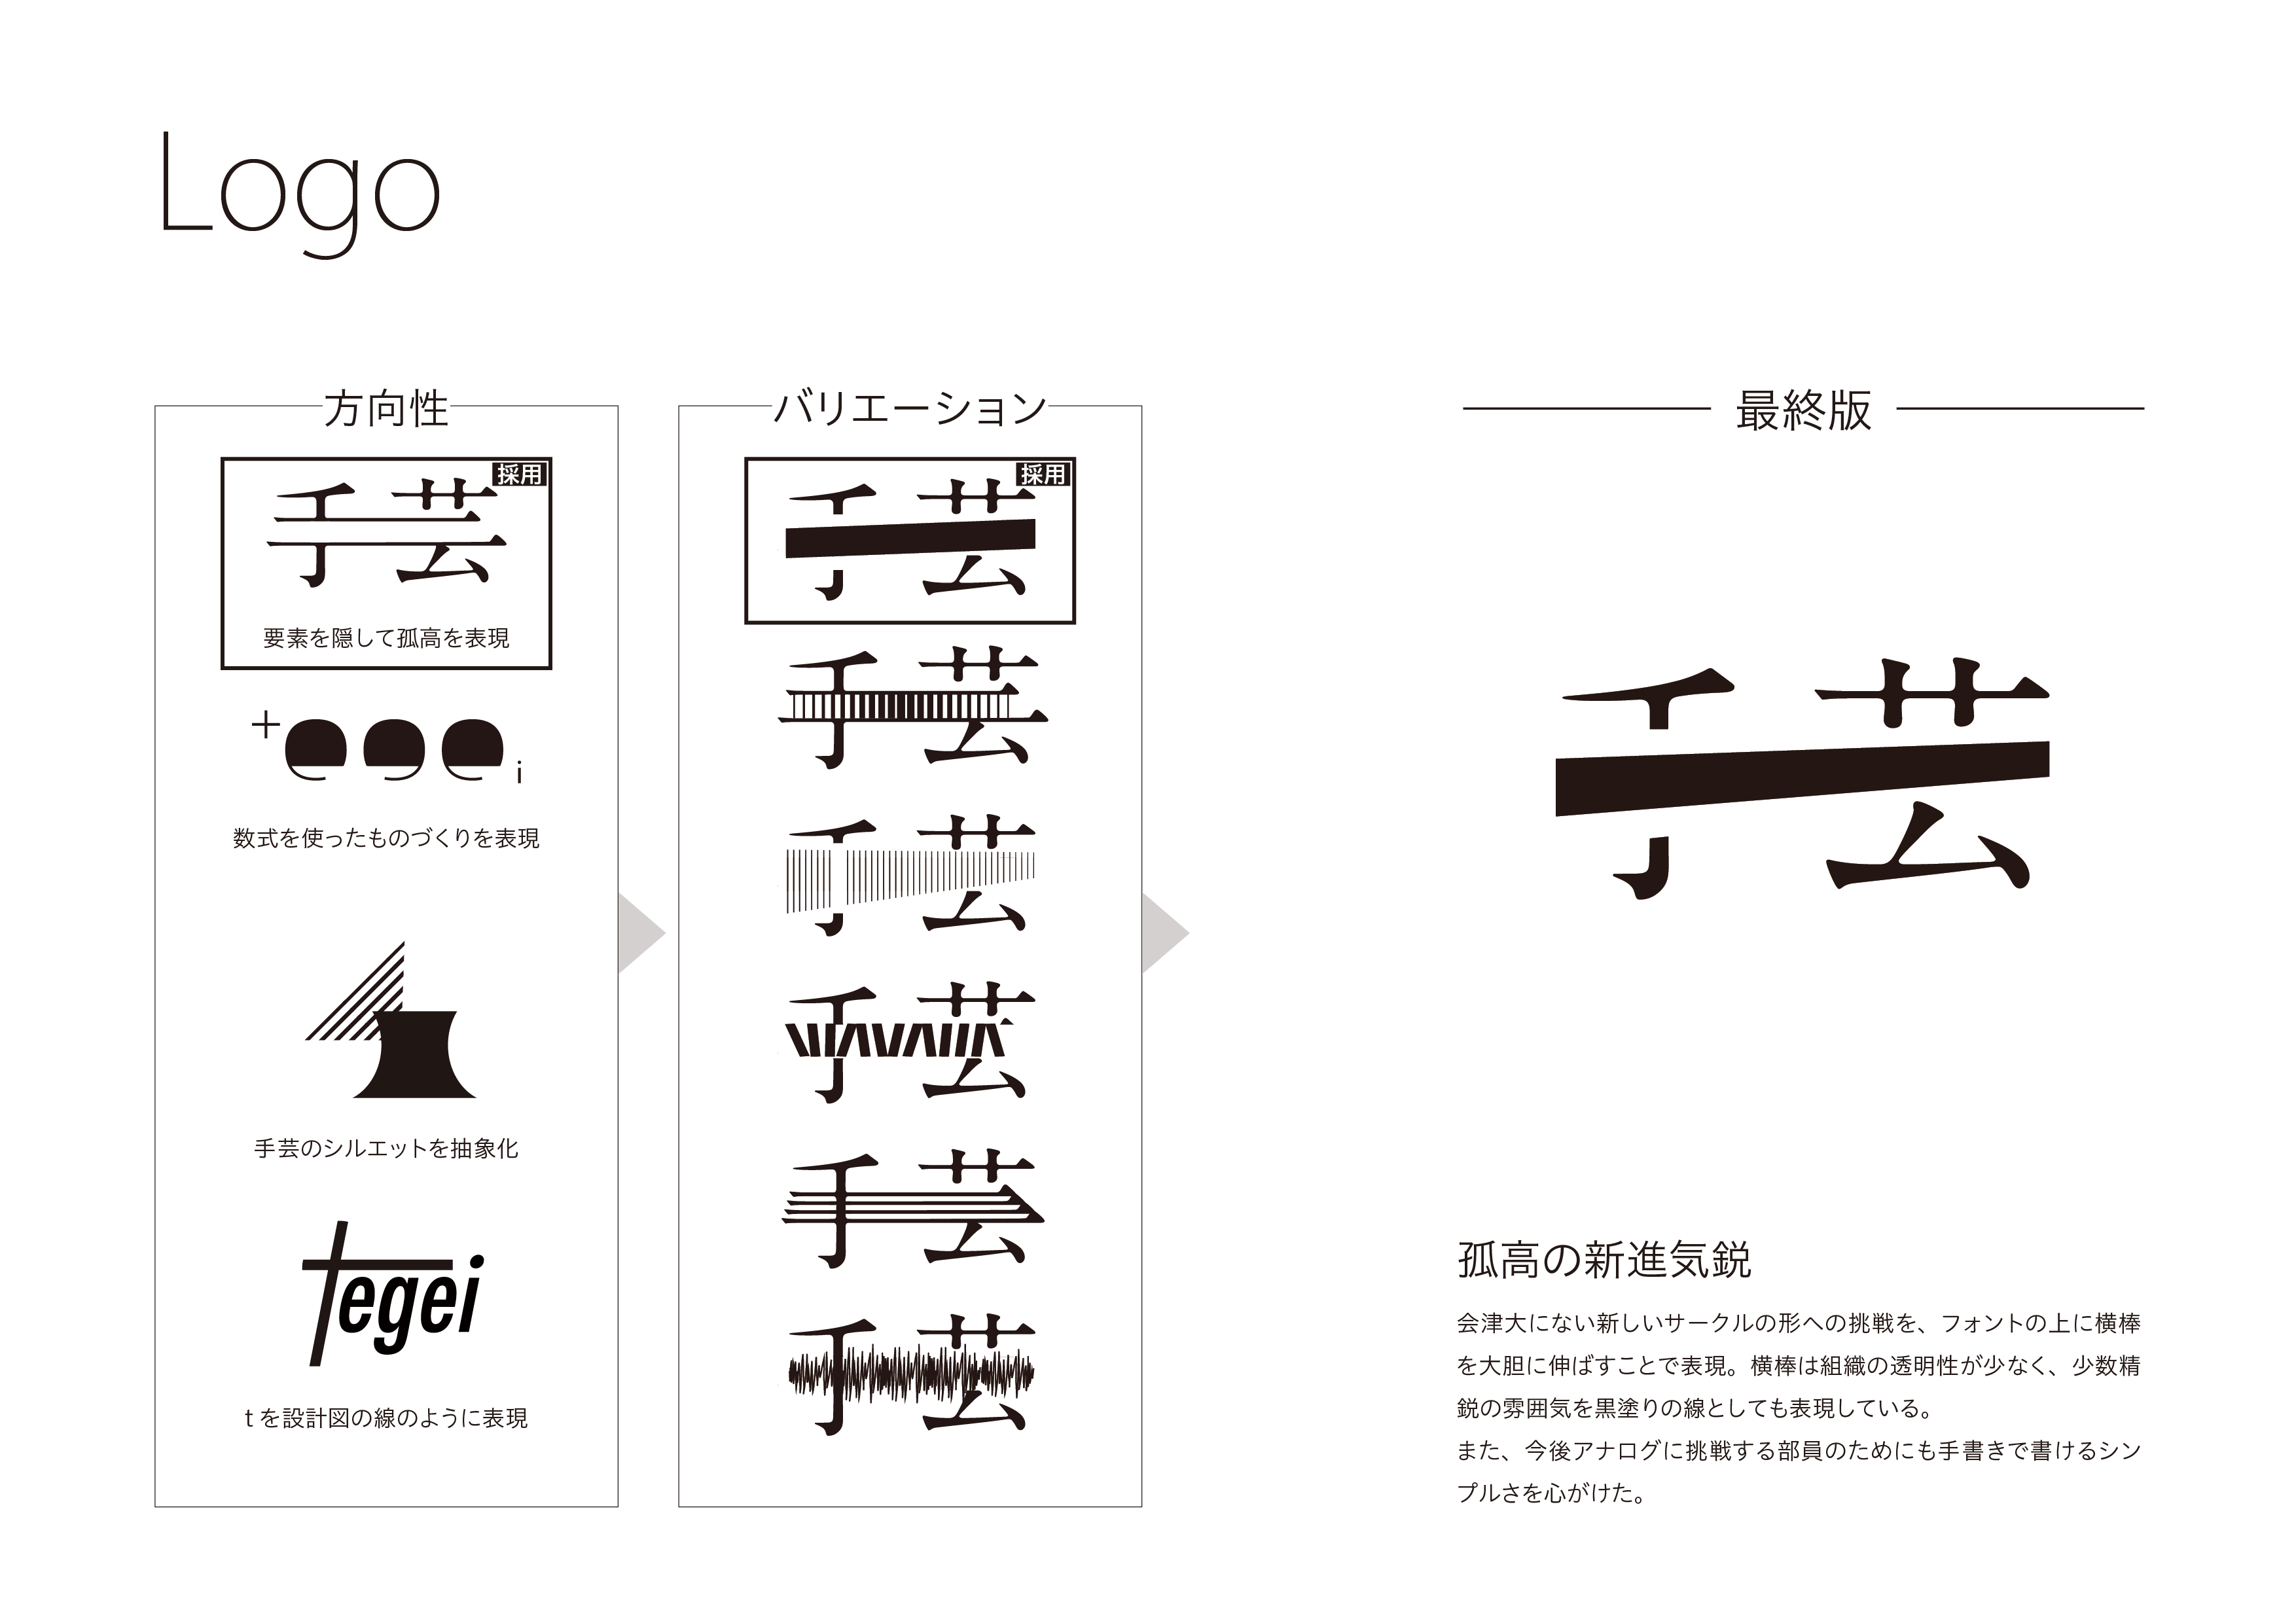 Logo
方向性
採用
手芸
要素を隠して孤高を表現
+egei
数式を使ったものづくりを表現
手芸のシルエットを抽象化
tegei
tを設計図の線のように表現
バリエーション
採用
手芸
手芸
手芸
手芸
手芸
手芸
最終版
手芸
孤高の新進気鋭
会津大にない新しいサークルの形への挑戦を、フォントの上に横棒
を大胆に伸ばすことで表現。横棒は組織の透明性が少なく、少数精
鋭の雰囲気を黒塗りの線としても表現している。
また、今後アナログに挑戦する部員のためにも手書きで書けるシン
プルさを心がけた。